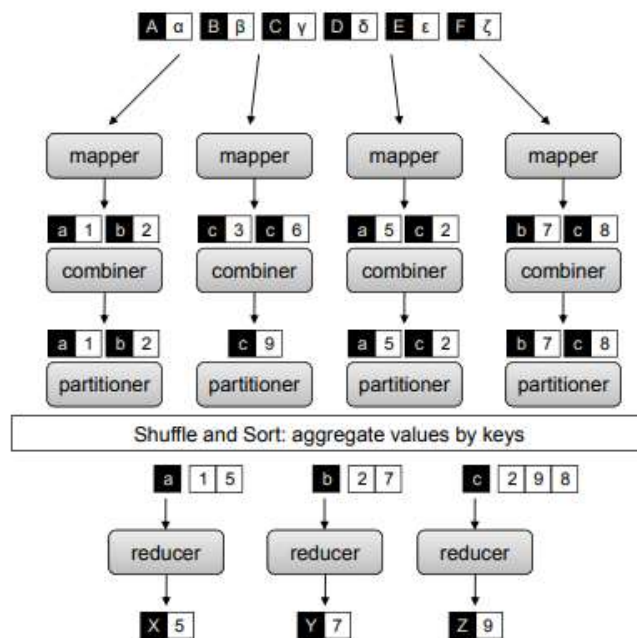 A α B β C γ D δ E ε F ζ
mapper mapper mapper mapper
a 1 b 2 c 3 c 6 a 5 c 2 b 7 c 8
combiner combiner combiner combiner
a 1 b 2 c 9 a 5 c 2 b 7 c 8
partitioner partitioner partitioner partitioner
Shuffle and Sort: aggregate values by keys
a 1 5 b 2 7 c 2 9 8
reducer reducer reducer
X 5 Y 7 Z 9